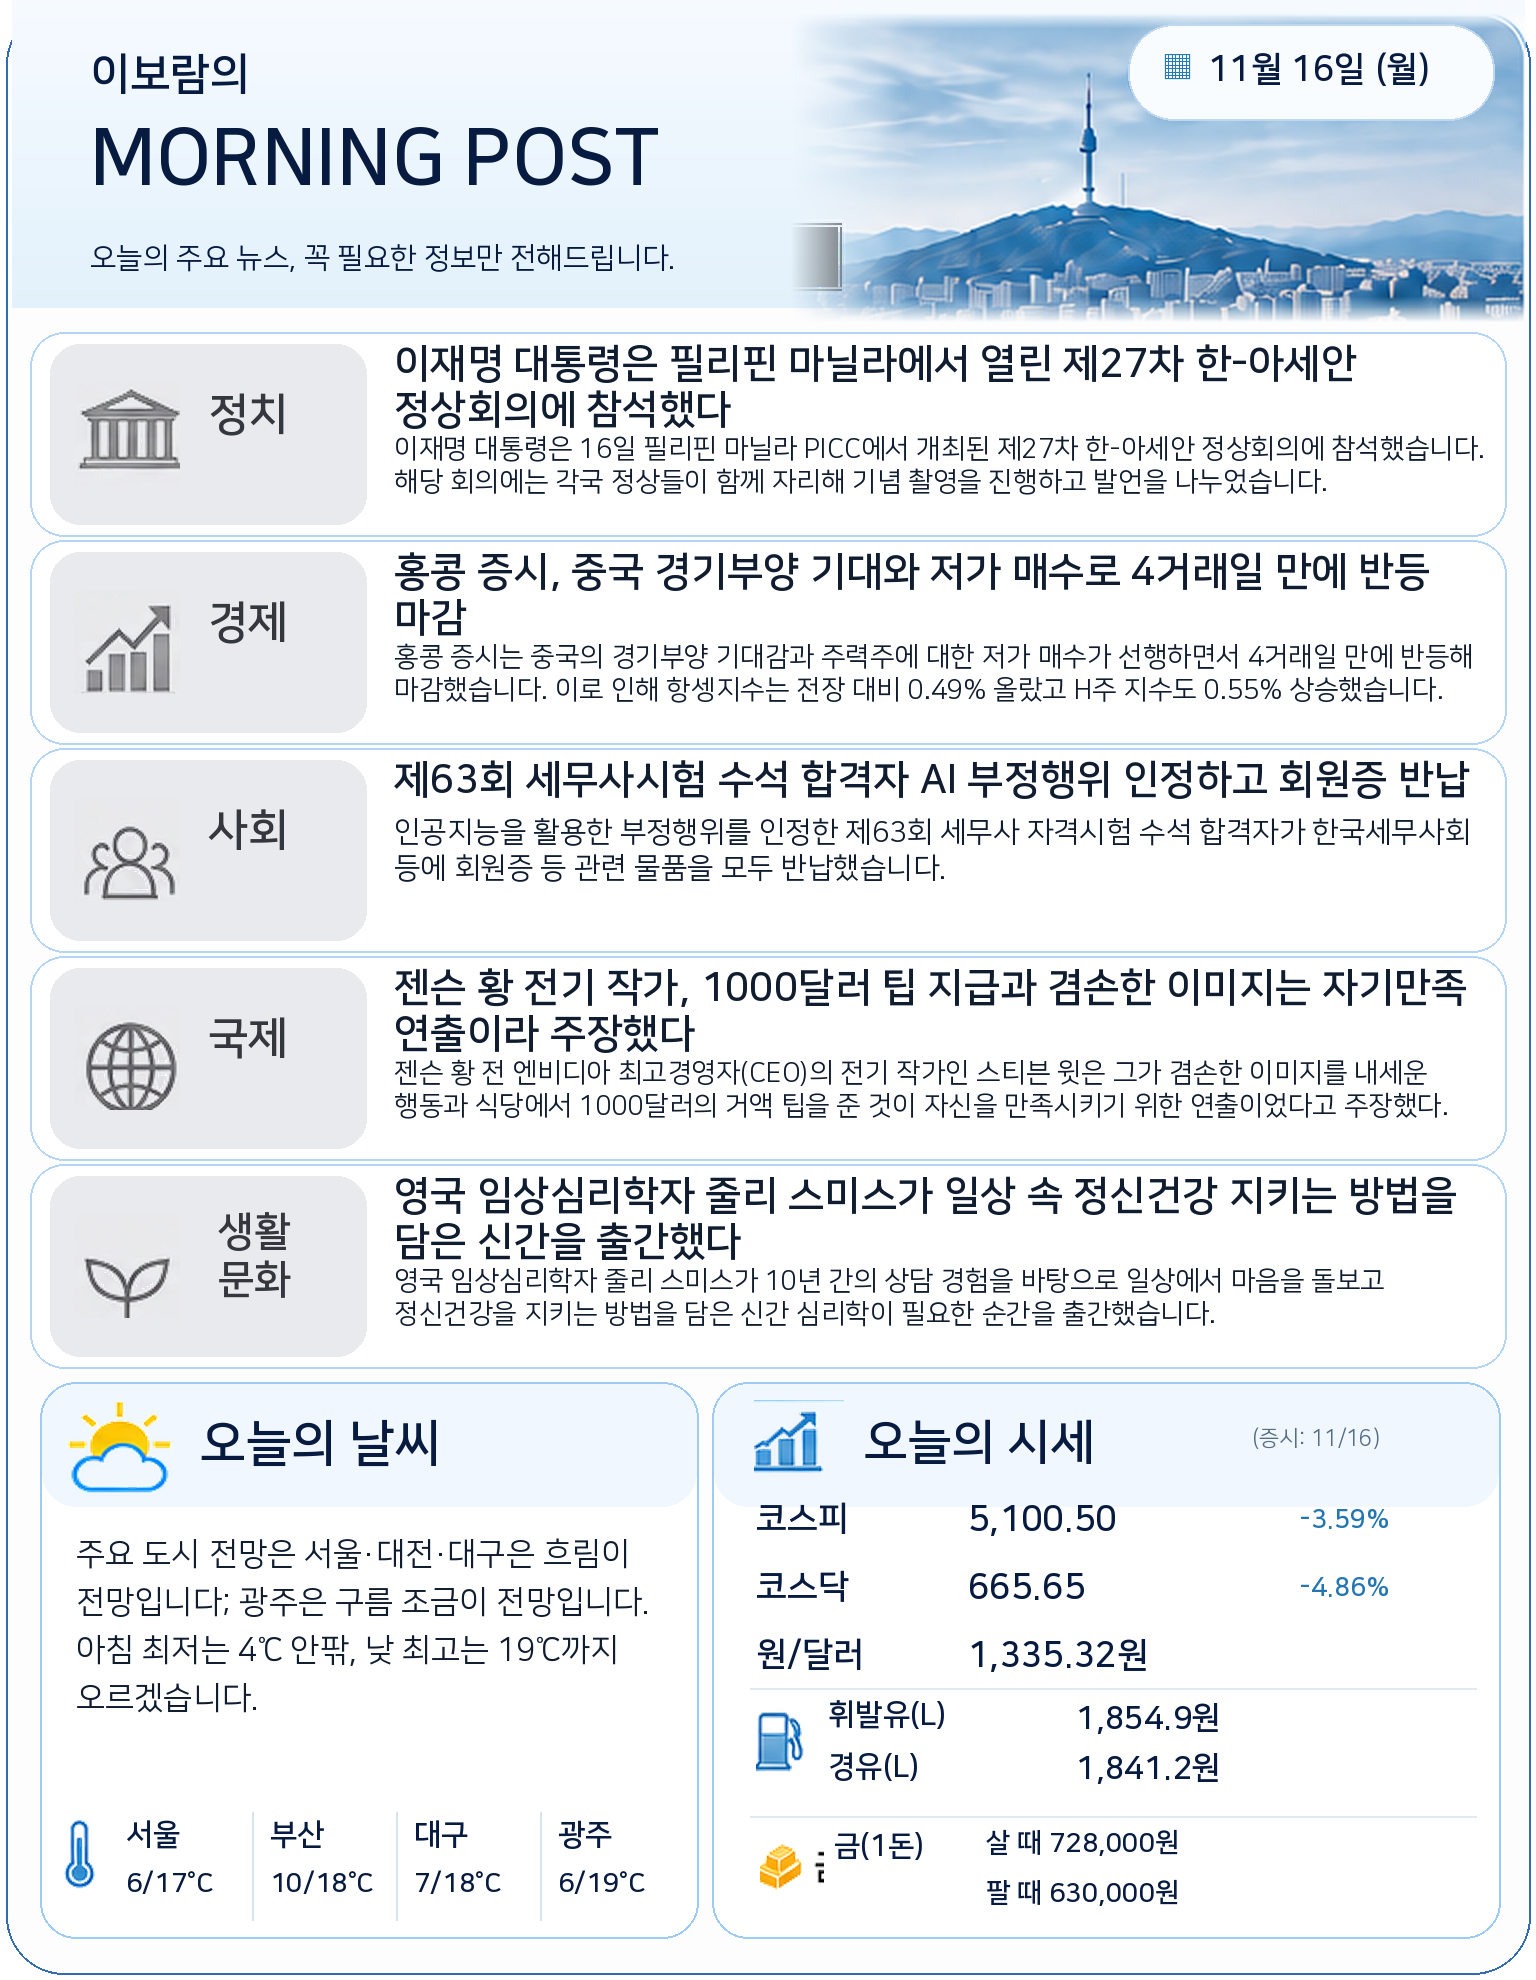 이보람의
11월 16일 (월)
MORNING POST
오늘의 주요 뉴스, 꼭 필요한 정보만 전해드립니다.
정치
이재명 대통령은 필리핀 마닐라에서 열린 제27차 한-아세안
정상회의에 참석했다
이재명 대통령은 16일 필리핀 마닐라 PICC에서 개최된 제27차 한-아세안 정상회의에 참석했습니다.
해당 회의에는 각국 정상들이 함께 자리해 기념 촬영을 진행하고 발언을 나누었습니다.
경제
홍콩 증시, 중국 경기부양 기대와 저가 매수로 4거래일 만에 반등
마감
홍콩 증시는 중국의 경기부양 기대감과 주력주에 대한 저가 매수가 선행하면서 4거래일 만에 반등해
마감했습니다. 이로 인해 항셍지수는 전장 대비 0.49% 올랐고 H주 지수도 0.55% 상승했습니다.
사회
제63회 세무사시험 수석 합격자 AI 부정행위 인정하고 회원증 반납
인공지능을 활용한 부정행위를 인정한 제63회 세무사 자격시험 수석 합격자가 한국세무사회
등에 회원증 등 관련 물품을 모두 반납했습니다.
국제
젠슨 황 전기 작가, 1000달러 팁 지급과 겸손한 이미지는 자기만족
연출이라 주장했다
젠슨 황 전 엔비디아 최고경영자(CEO)의 전기 작가인 스티븐 윗은 그가 겸손한 이미지를 내세운
행동과 식당에서 1000달러의 거액 팁을 준 것이 자신을 만족시키기 위한 연출이었다고 주장했다.
생활
문화
영국 임상심리학자 줄리 스미스가 일상 속 정신건강 지키는 방법을
담은 신간을 출간했다
영국 임상심리학자 줄리 스미스가 10년 간의 상담 경험을 바탕으로 일상에서 마음을 돌보고
정신건강을 지키는 방법을 담은 신간 심리학이 필요한 순간을 출간했습니다.
오늘의 날씨
주요 도시 전망은 서울·대전·대구은 흐림이
전망입니다; 광주은 구름 조금이 전망입니다.
아침 최저는 4℃ 안팎, 낮 최고는 19℃까지
오르겠습니다.
서울 부산 대구 광주
6/17°C 10/18°C 7/18°C 6/19°C
오늘의 시세 (증시: 11/16)
코스피 5,100.50 -3.59%
코스닥 665.65 -4.86%
원/달러 1,335.32원
휘발유(L) 1,854.9원
경유(L) 1,841.2원
금(1돈) 살 때 728,000원
팔 때 630,000원